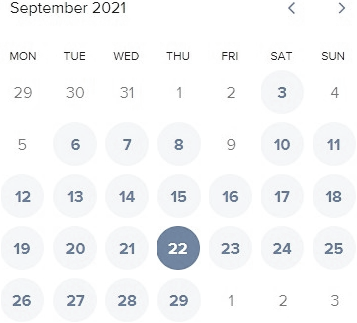 September 2021
MON TUE WED THU FRI SAT SUN
29 30 31 1 2 3 4
5 6 7 8 9 10 11
12 13 14 15 16 17 18
19 20 21 22 23 24 25
26 27 28 29 1 2 3